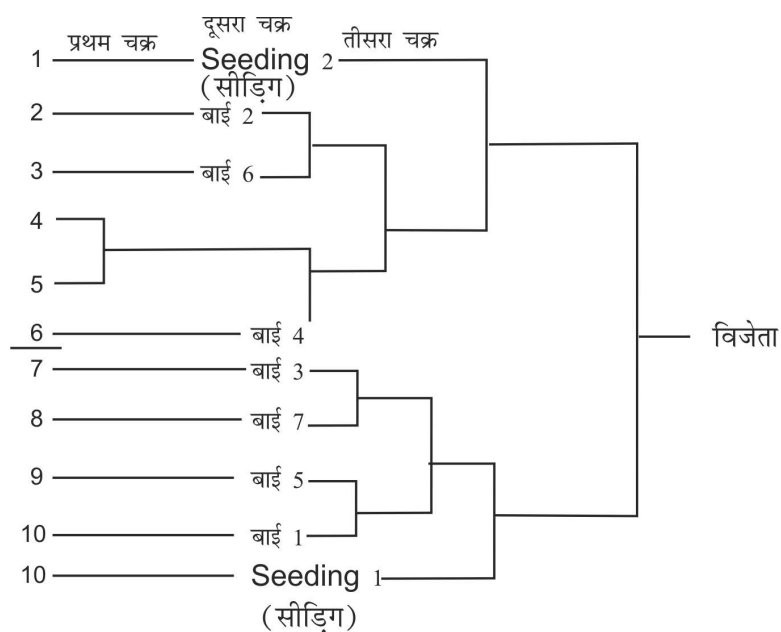 प्रथम चक्र दूसरा चक्र तीसरा चक्र
1 Seeding 2
(सीड़िग)
2 बाई 2
3 बाई 6
4
5
6 बाई 4
विजेता
7 बाई 3
8 बाई 7
9 बाई 5
10 बाई 1
10 Seeding 1
(सीड़िग)